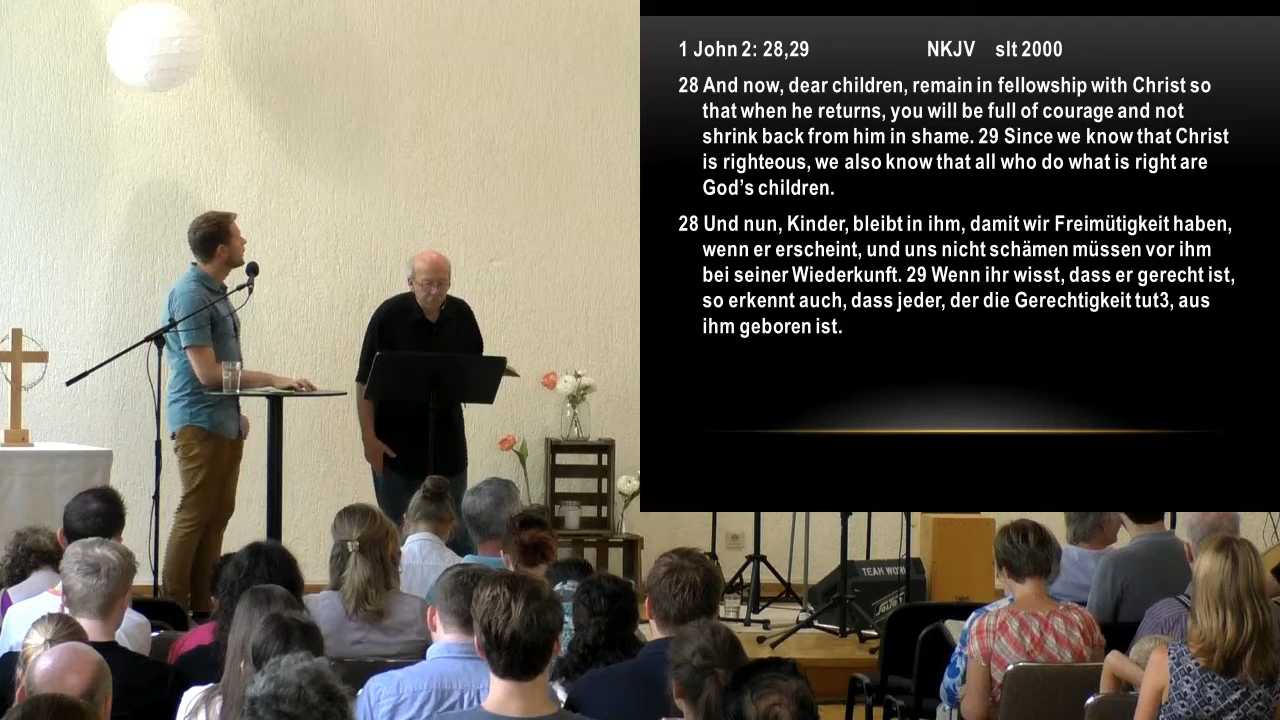 1 John 2: 28,29 NKJV slt 2000
28 And now, dear children, remain in fellowship with Christ so
that when he returns, you will be full of courage and not
shrink back from him in shame. 29 Since we know that Christ
is righteous, we also know that all who do what is right are
God's children.
28 Und nun, Kinder, bleibt in ihm, damit wir Freimütigkeit haben,
wenn er erscheint, und uns nicht schämen müssen vor ihm
bei seiner Wiederkunft. 29 Wenn ihr wisst, dass er gerecht ist,
so erkennt auch, dass jeder, der die Gerechtigkeit tut3, aus
ihm geboren ist.
TEAM WORK